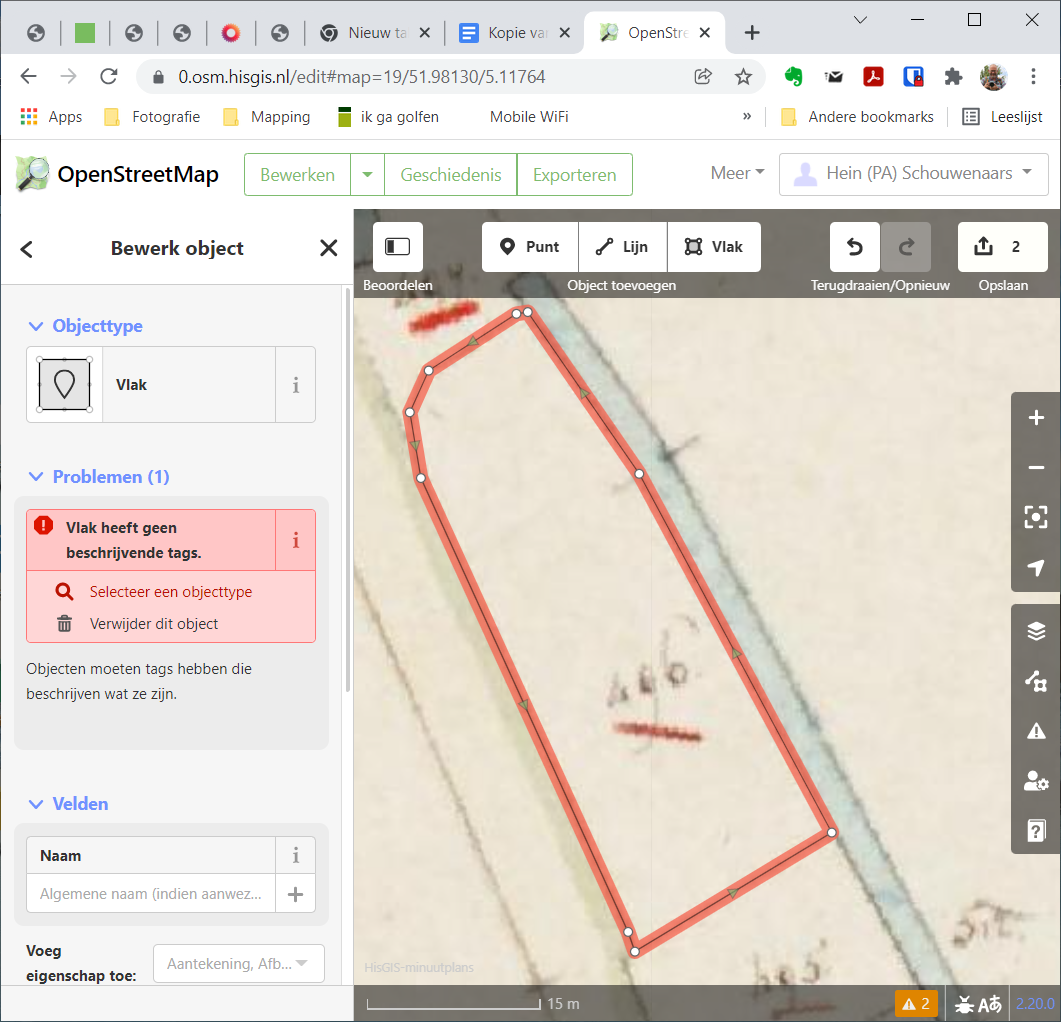 Nieuw ta
Kopie van
OpenStre
0.osm.hisgis.nl/edit#map=19/51.98130/5.11764
Apps
Fotografie
Mapping
ik ga golfen
Mobile WiFi
»
Andere bookmarks
Leeslijst
OpenStreetMap
Bewerken
Geschiedenis
Exporteren
Meer
Hein (PA) Schouwenaars
Bewerk object
Punt
Lijn
Vlak
2
Beoordelen
Object toevoegen
Terugdraaien/Opnieuw
Opslaan
Objecttype
Vlak
Problemen (1)
Vlak heeft geen
beschrijvende tags.
Selecteer een objecttype
Verwijder dit object
Objecten moeten tags hebben die
beschrijven wat ze zijn.
Velden
Naam
Algemene naam (indien aanwez...
Voeg
eigenschap toe:
Aantekening, Afb...
HisGIS-minuutplans
15 m
2
2.20.0